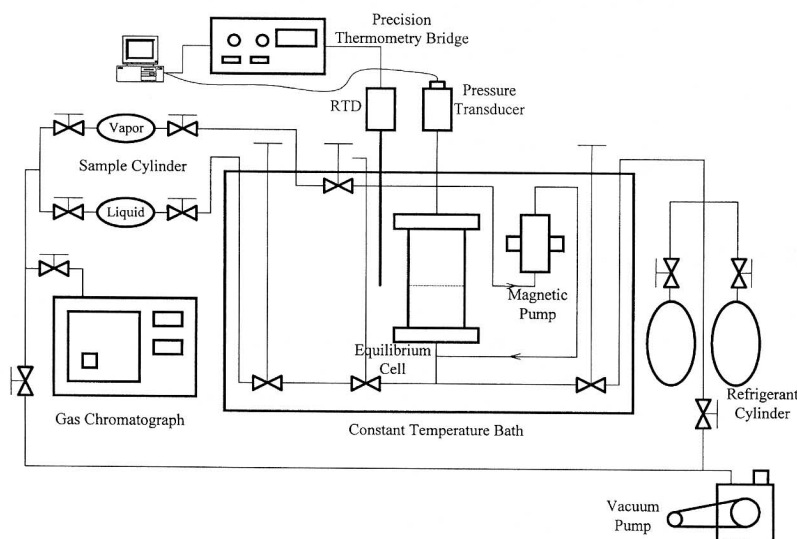 Precision
Thermometry Bridge
RTD
Pressure
Transducer
Vapor
Sample Cylinder
Liquid
Magnetic
Pump
Equilibrium
Cell
Gas Chromatograph
Constant Temperature Bath
Refrigerant
Cylinder
Vacuum
Pump